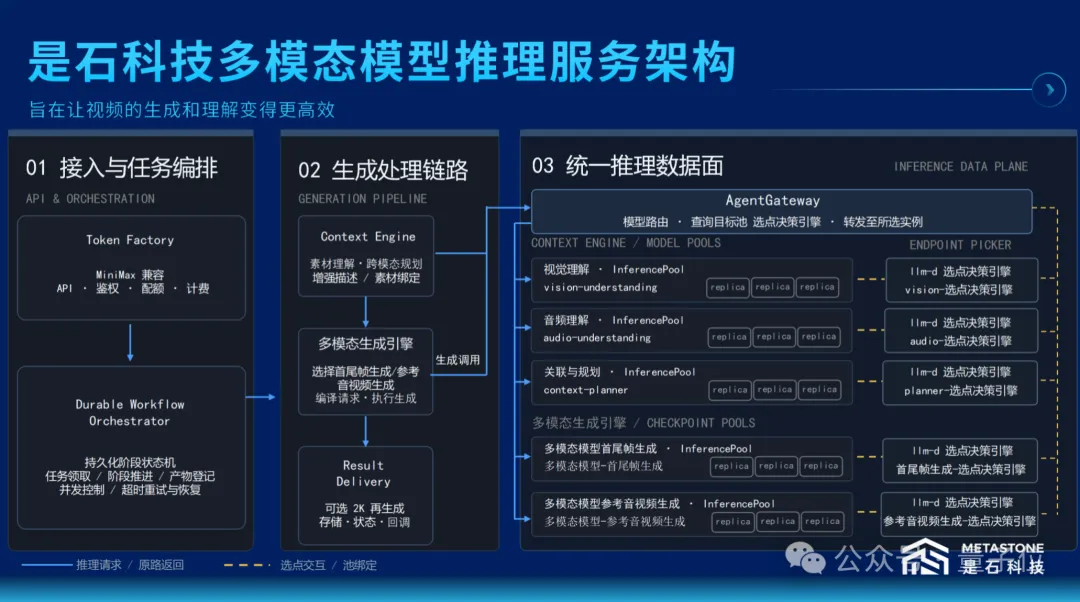 是石科技多模态模型推理服务架构
旨在让视频的生成和理解变得更高效
01 接入与任务编排
API & ORCHESTRATION
Token Factory
MiniMax 兼容
API · 鉴权 · 配额 · 计费
Durable Workflow
Orchestrator
持久化阶段状态机
任务领取 / 阶段推进 / 产物登记
并发控制 / 超时重试与恢复
02 生成处理链路
GENERATION PIPELINE
Context Engine
素材理解·跨模态规划
增强描述 / 素材绑定
多模态生成引擎
选择首尾帧生成/参考
音视频生成
编译请求·执行生成
生成调用
Result
Delivery
可选 2K 再生成
存储·状态·回调
03 统一推理数据面
INFERENCE DATA PLANE
AgentGateway
模型路由 · 查询目标池 选点决策引擎 · 转发至所选实例
CONTEXT ENGINE / MODEL POOLS
ENDPOINT PICKER
视觉理解 · InferencePool
vision-understanding
replica replica replica
llm-d 选点决策引擎
vision-选点决策引擎
音频理解 · InferencePool
audio-understanding
replica replica replica
llm-d 选点决策引擎
audio-选点决策引擎
关联与规划 · InferencePool
context-planner
replica replica replica
llm-d 选点决策引擎
planner-选点决策引擎
多模态生成引擎 / CHECKPOINT POOLS
多模态模型首尾帧生成 · InferencePool
多模态模型-首尾帧生成
replica replica replica
llm-d 选点决策引擎
首尾帧生成-选点决策引擎
多模态模型参考音视频生成 · InferencePool
多模态模型-参考音视频生成
replica replica replica
llm-d 选点决策引擎
参考音视频生成-选点决策引擎
推理请求 / 原路返回
选点交互 / 池绑定
公众号
量子位
METASTONE
是石科技